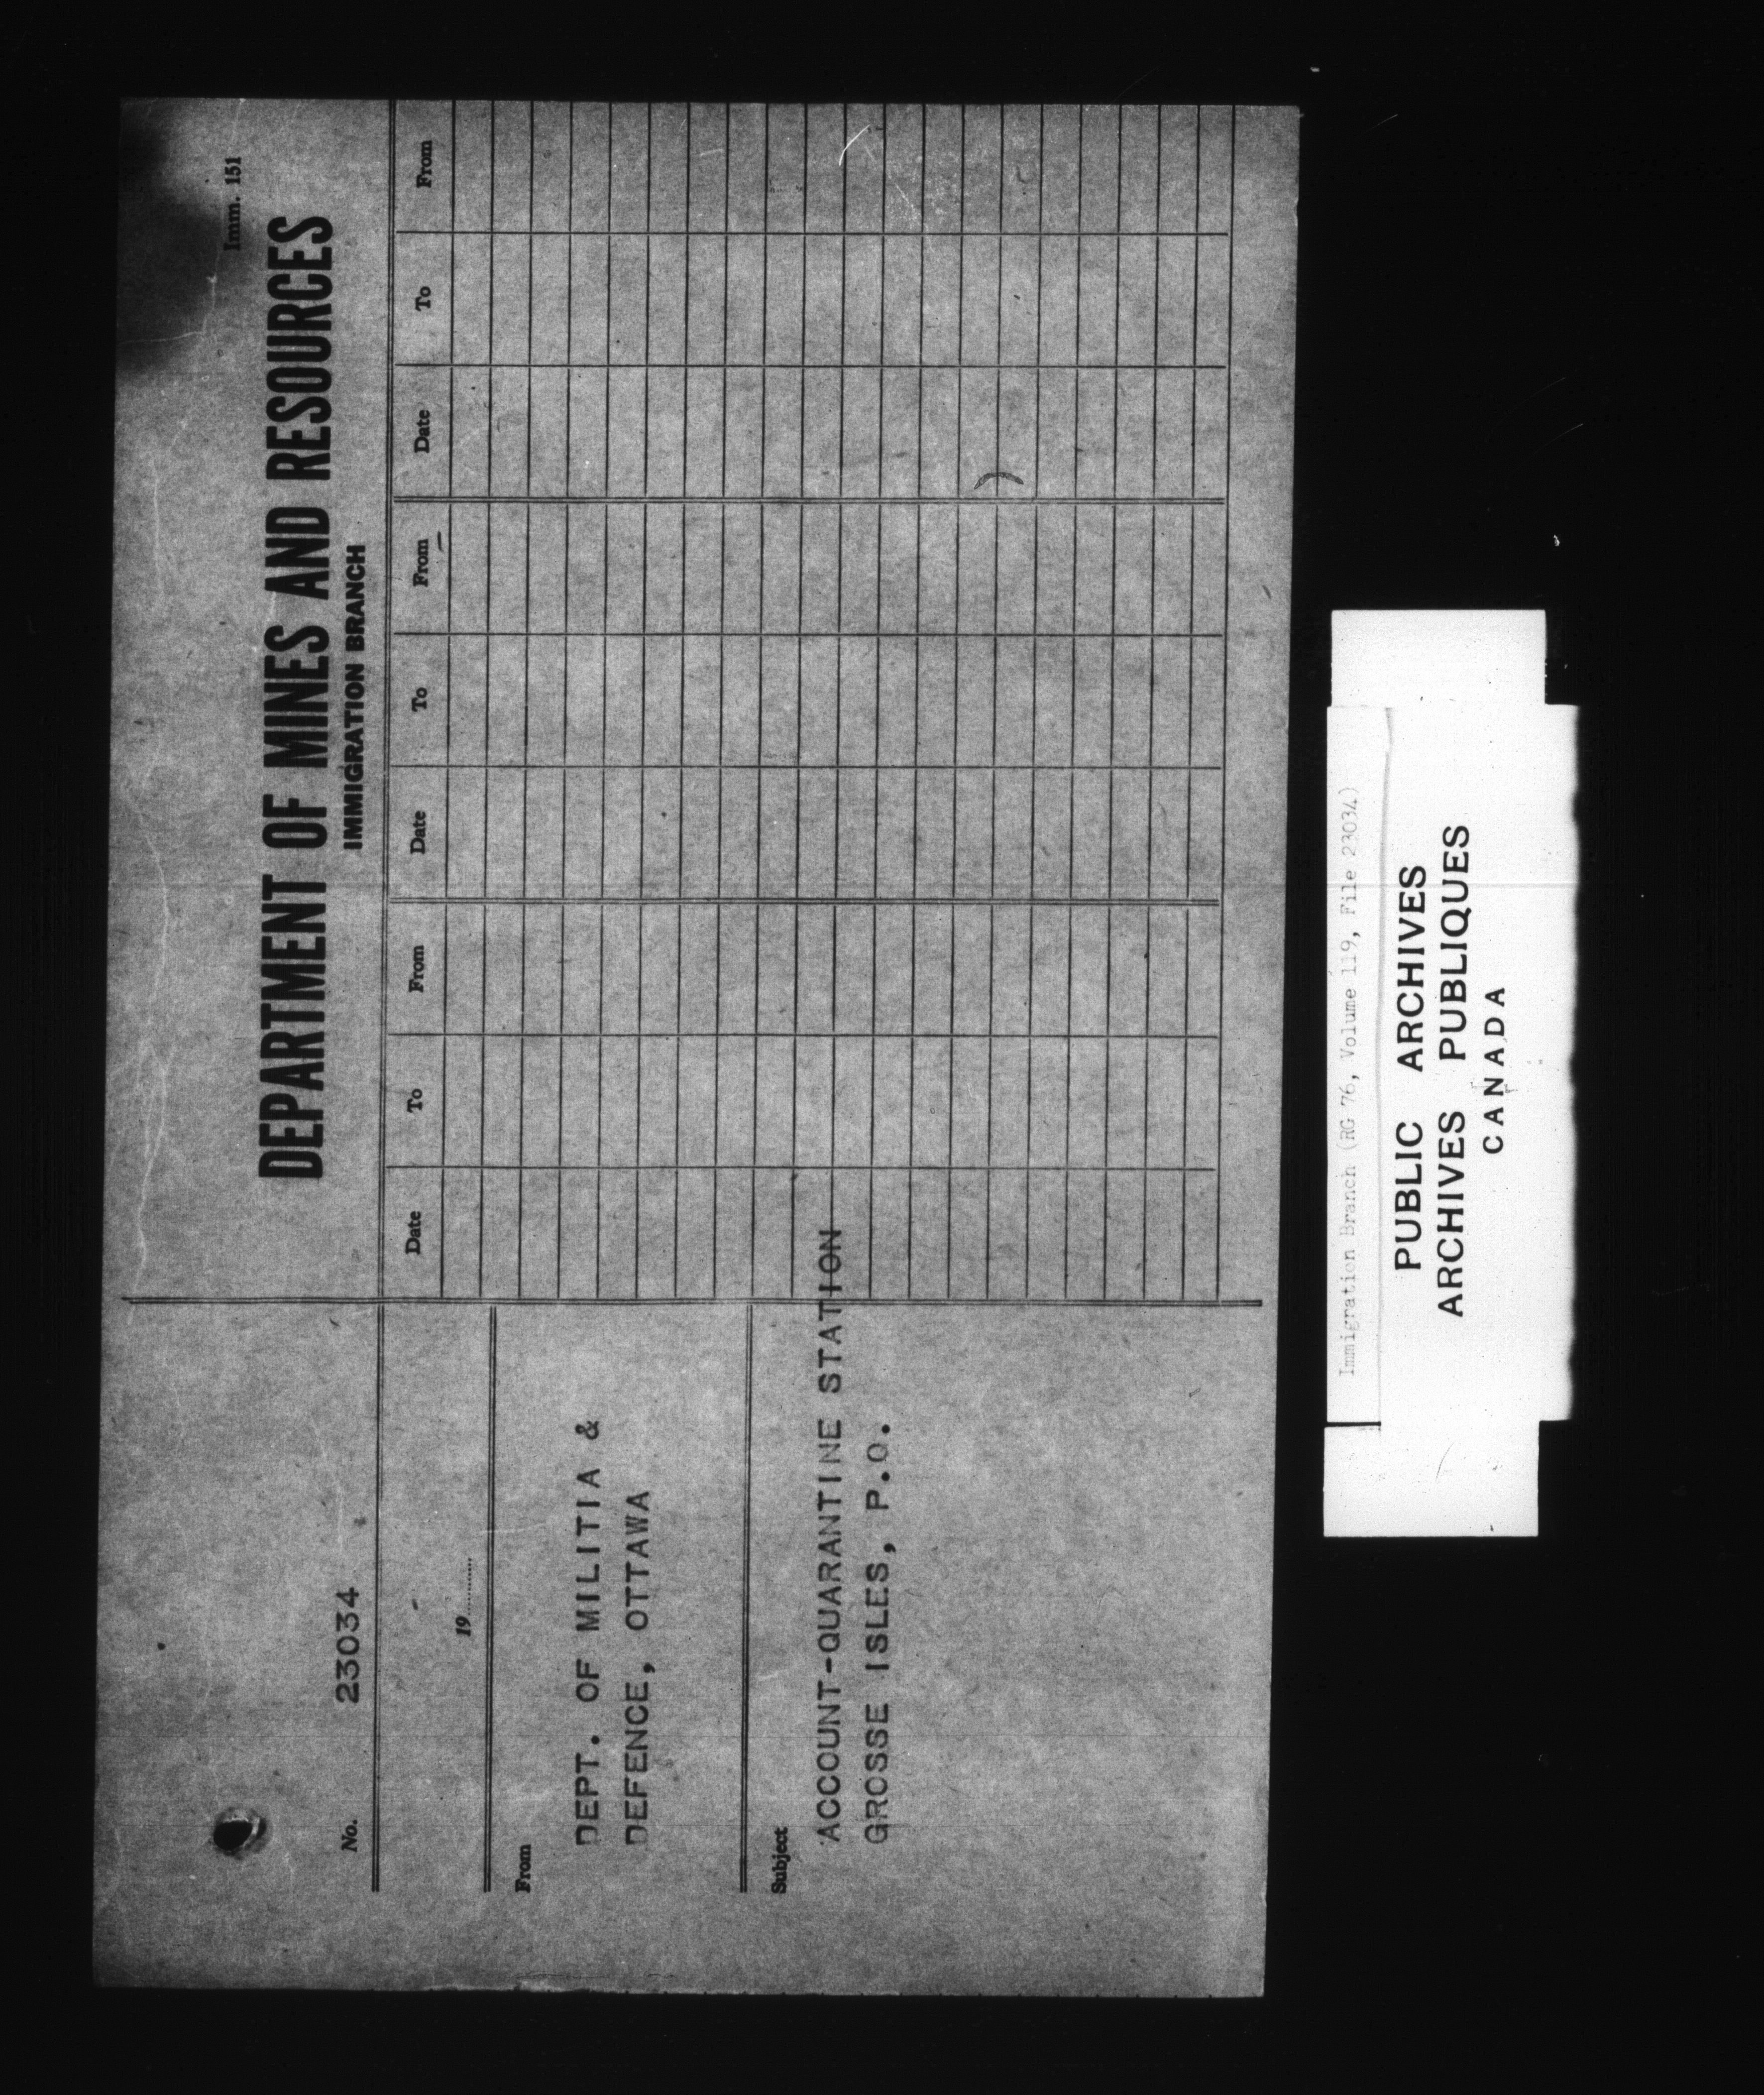 Imm. 151
DEPARTMENT OF MINES AND RESOURCES
IMMIGRATION BRANCH
No. 23034
19
From
DEPT. OF MILITIA &
DEFENCE, OTTAWA
Subject
ACCOUNT-QUARANTINE STATION
GROSSE ISLES, P.Q.
Date To From Date To From Date To From
Immigration Branch (RG 76, Volume 119, File 23034)
PUBLIC ARCHIVES
ARCHIVES PUBLIQUES
CANADA